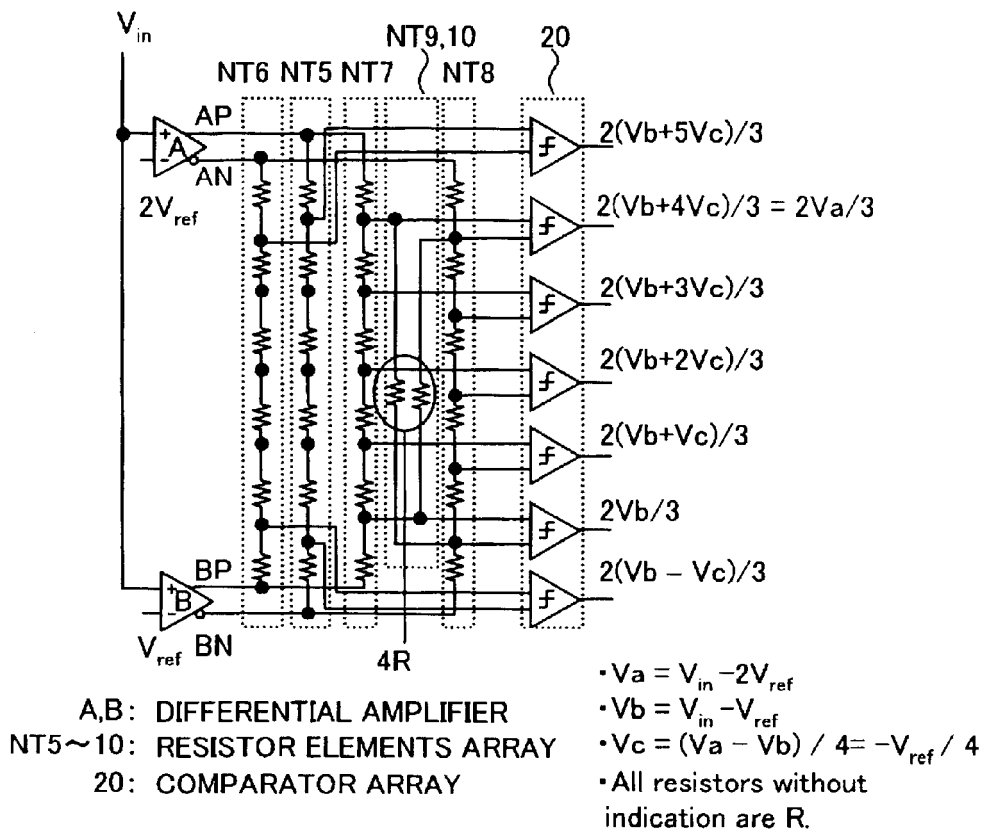 V_in
NT9,10
20
NT6 NT5 NT7 NT8
AP
+
A
-
AN
2V_ref
2(Vb+5Vc)/3
2(Vb+4Vc)/3 = 2Va/3
2(Vb+3Vc)/3
2(Vb+2Vc)/3
2(Vb+Vc)/3
2Vb/3
2(Vb - Vc)/3
BP
+
B
-
BN
V_ref
4R
A,B: DIFFERENTIAL AMPLIFIER
NT5~10: RESISTOR ELEMENTS ARRAY
20: COMPARATOR ARRAY
・Va = V_in -2V_ref
・Vb = V_in -V_ref
・Vc = (Va - Vb) / 4= -V_ref / 4
・All resistors without
indication are R.